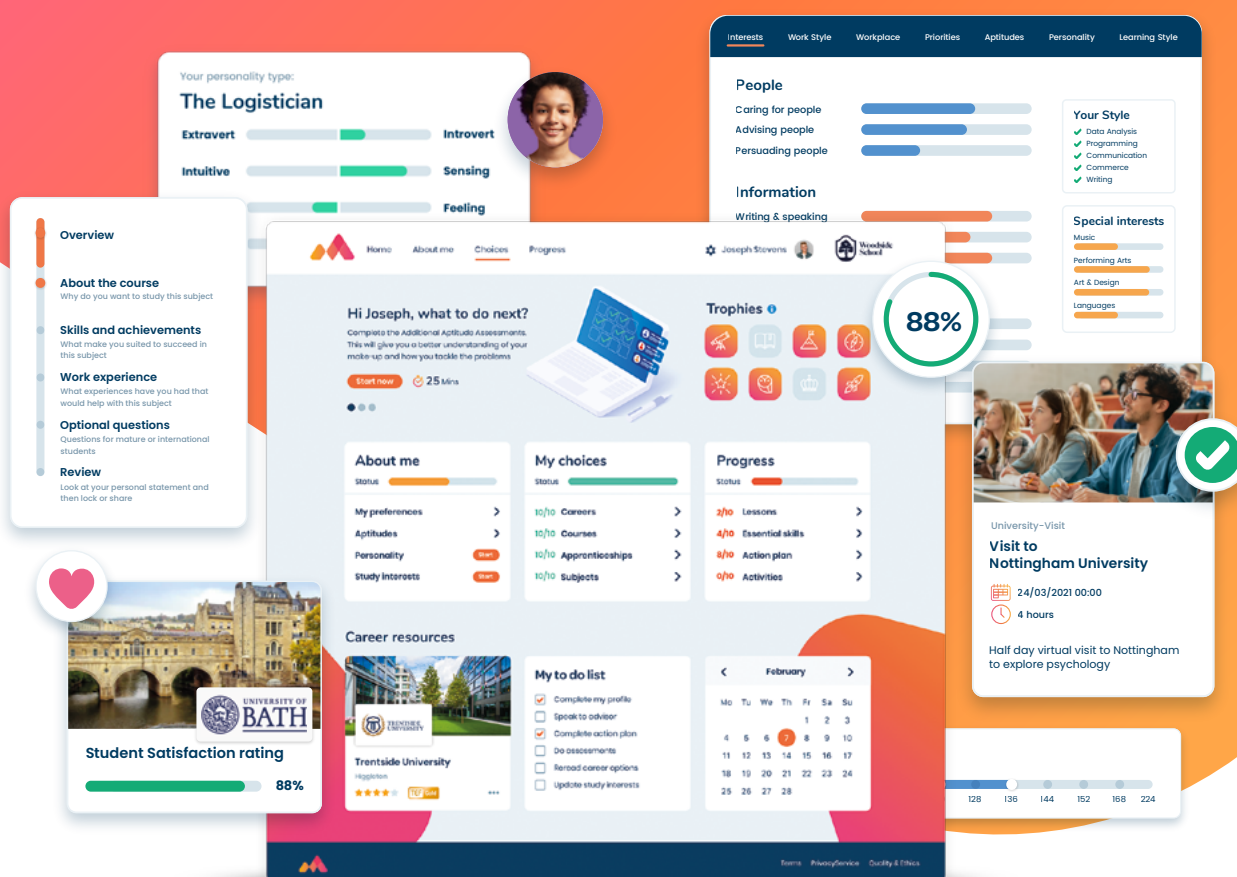 Your personality type:
The Logistician
Extravert
Introvert
Intuitive
Sensing
Feeling
Interests
Work Style
Workplace
Priorities
Aptitudes
Personality
Learning Style
People
Caring for people
Advising people
Persuading people
Information
Writing & speaking
Your Style
Data Analysis
Programming
Communication
Commerce
Writing
Special interests
Music
Performing Arts
Art & Design
Languages
Overview
About the course
Why do you want to study this subject
Skills and achievements
What make you suited to succeed in
this subject
Work experience
What experiences have you had that
would help with this subject
Optional questions
Questions for mature or international
students
Review
Look at your personal statement and
then lock or share
Home
About me
Choices
Progress
Joseph Stevens
Woodside
School
88%
Hi Joseph, what to do next?
Complete the Additional Aptitude Assessments.
This will give you a better understanding of your
make-up and how you tackle the problems
Start now
25 Mins
Trophies
About me
Status
My preferences
Aptitudes
Personality
Start
Study Interests
Start
My choices
Status
10/10 Careers
10/10 Courses
10/10 Apprenticeships
10/10 Subjects
Progress
Status
2/10 Lessons
4/10 Essential skills
8/10 Action plan
0/10 Activities
Career resources
TRENTSIDE
UNIVERSITY
Trentside University
Higgleton
My to do list
Complete my profile
Speak to advisor
Complete action plan
Do assessments
Reread career options
Update study interests
February
Mo Tu We Th Fr Sa Su
1 2 3
4 5 6 7 8 9 10
11 12 13 14 15 16 17
18 19 20 21 22 23 24
25 26 27 28
Terms
PrivacyService
Quality & Ethics
UNIVERSITY OF
BATH
Student Satisfaction rating
88%
University-Visit
Visit to
Nottingham University
24/03/2021 00:00
4 hours
Half day virtual visit to Nottingham
to explore psychology
128 136 144 152 168 224